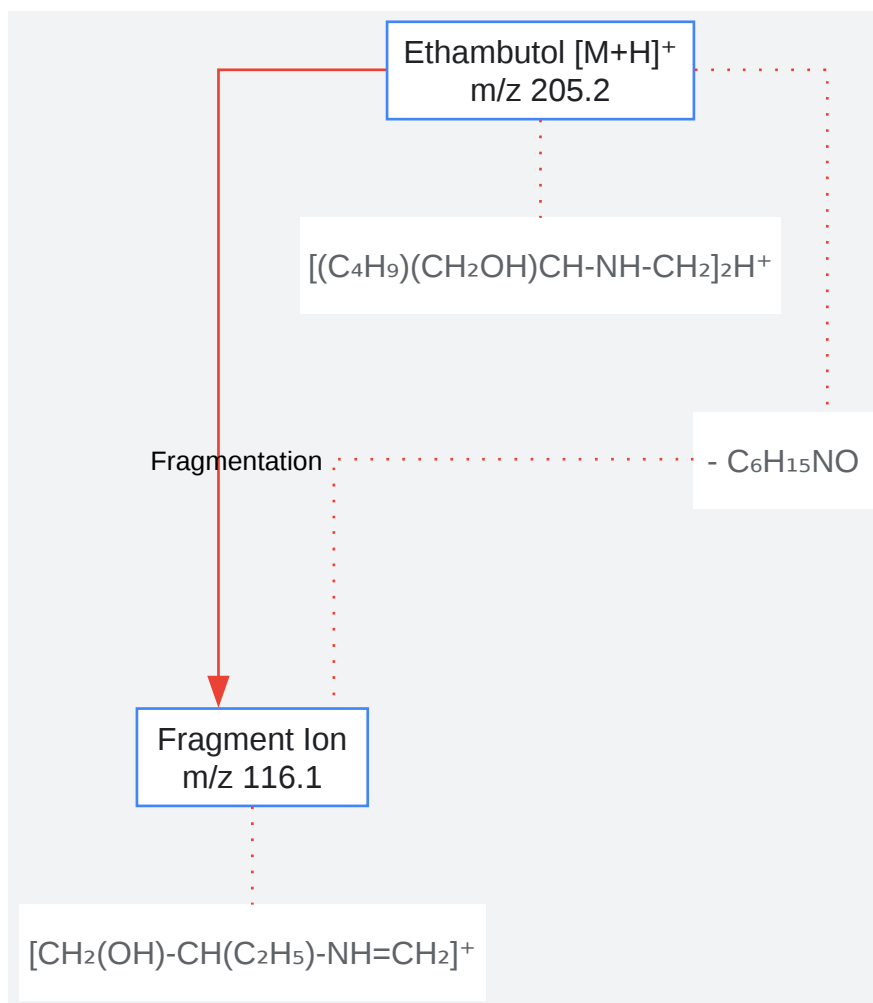 Ethambutol [M+H]⁺
m/z 205.2
[(C₄H₉)(CH₂OH)CH-NH-CH₂]₂H⁺
Fragmentation
- C₆H₁₅NO
Fragment Ion
m/z 116.1
[CH₂(OH)-CH(C₂H₅)-NH=CH₂]⁺